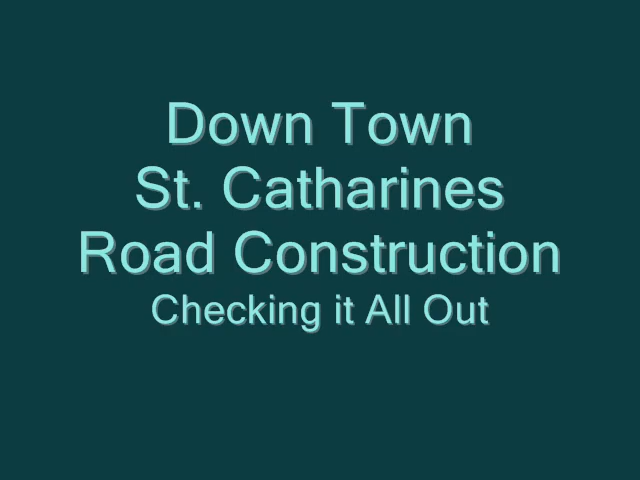 Down Town
St. Catharines
Road Construction
Checking it All Out